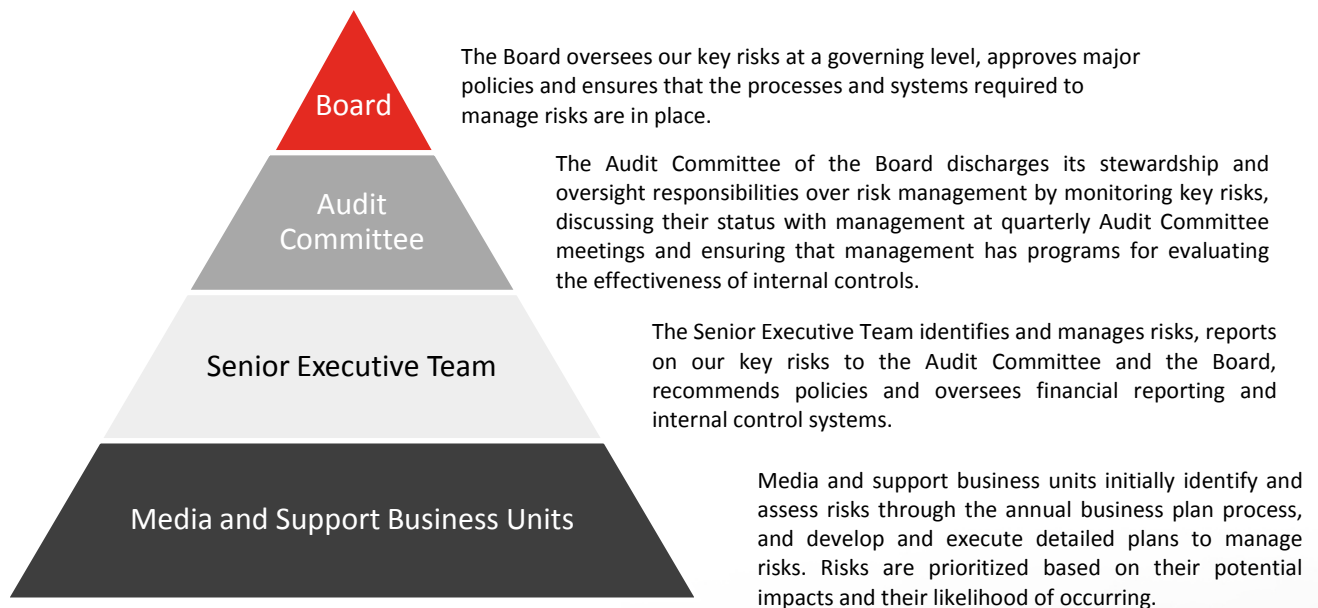 Board
The Board oversees our key risks at a governing level, approves major
policies and ensures that the processes and systems required to
manage risks are in place.
Audit
Committee
The Audit Committee of the Board discharges its stewardship and
oversight responsibilities over risk management by monitoring key risks,
discussing their status with management at quarterly Audit Committee
meetings and ensuring that management has programs for evaluating
the effectiveness of internal controls.
Senior Executive Team
The Senior Executive Team identifies and manages risks, reports
on our key risks to the Audit Committee and the Board,
recommends policies and oversees financial reporting and
internal control systems.
Media and Support Business Units
Media and support business units initially identify and
assess risks through the annual business plan process,
and develop and execute detailed plans to manage
risks. Risks are prioritized based on their potential
impacts and their likelihood of occurring.